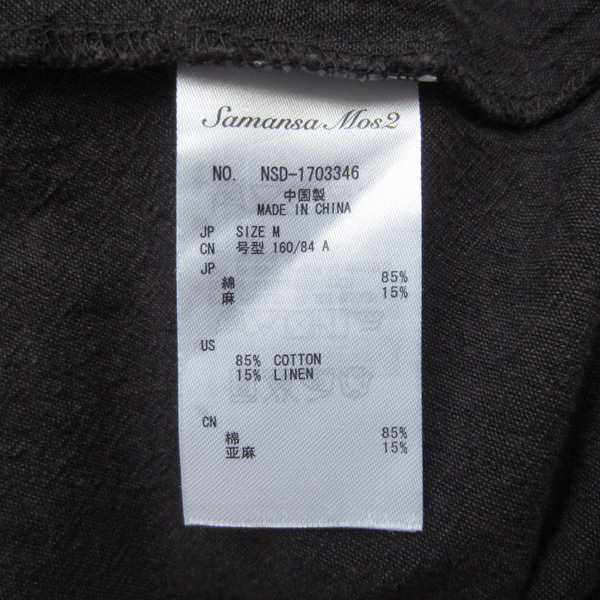 Samansa Mos2
NO. NSD-1703346
中国製
MADE IN CHINA
JP SIZE M
CN 号型 160/84 A
JP
綿 85%
麻 15%
US
85% COTTON
15% LINEN
CN
棉 85%
亚麻 15%